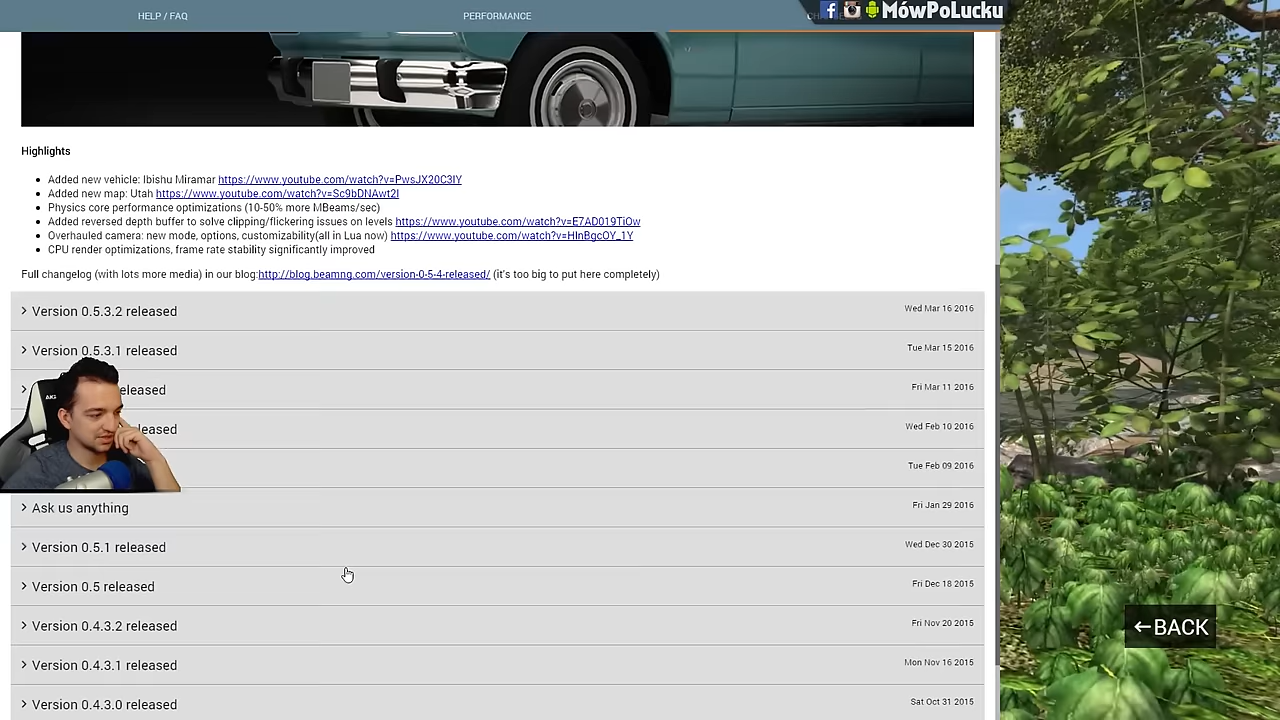 HELP / FAQ
PERFORMANCE
MówPoLucku
Highlights
Added new vehicle: Ibishu Miramar https://www.youtube.com/watch?v=PwsJX20C3IY
Added new map: Utah https://www.youtube.com/watch?v=Sc9bDNAwt2I
Physics core performance optimizations (10-50% more MBeams/sec)
Added reversed depth buffer to solve clipping/flickering issues on levels https://www.youtube.com/watch?v=E7AD019TiOw
Overhauled camera: new mode, options, customizability(all in Lua now) https://www.youtube.com/watch?v=HInBgcOY_1Y
CPU render optimizations, frame rate stability significantly improved
Full changelog (with lots more media) in our blog:http://blog.beamng.com/version-0-5-4-released/ (it's too big to put here completely)
Version 0.5.3.2 released Wed Mar 16 2016
Version 0.5.3.1 released Tue Mar 15 2016
eleased Fri Mar 11 2016
eleased Wed Feb 10 2016
Tue Feb 09 2016
Ask us anything Fri Jan 29 2016
Version 0.5.1 released Wed Dec 30 2015
Version 0.5 released Fri Dec 18 2015
Version 0.4.3.2 released Fri Nov 20 2015
←BACK
Version 0.4.3.1 released Mon Nov 16 2015
Version 0.4.3.0 released Sat Oct 31 2015